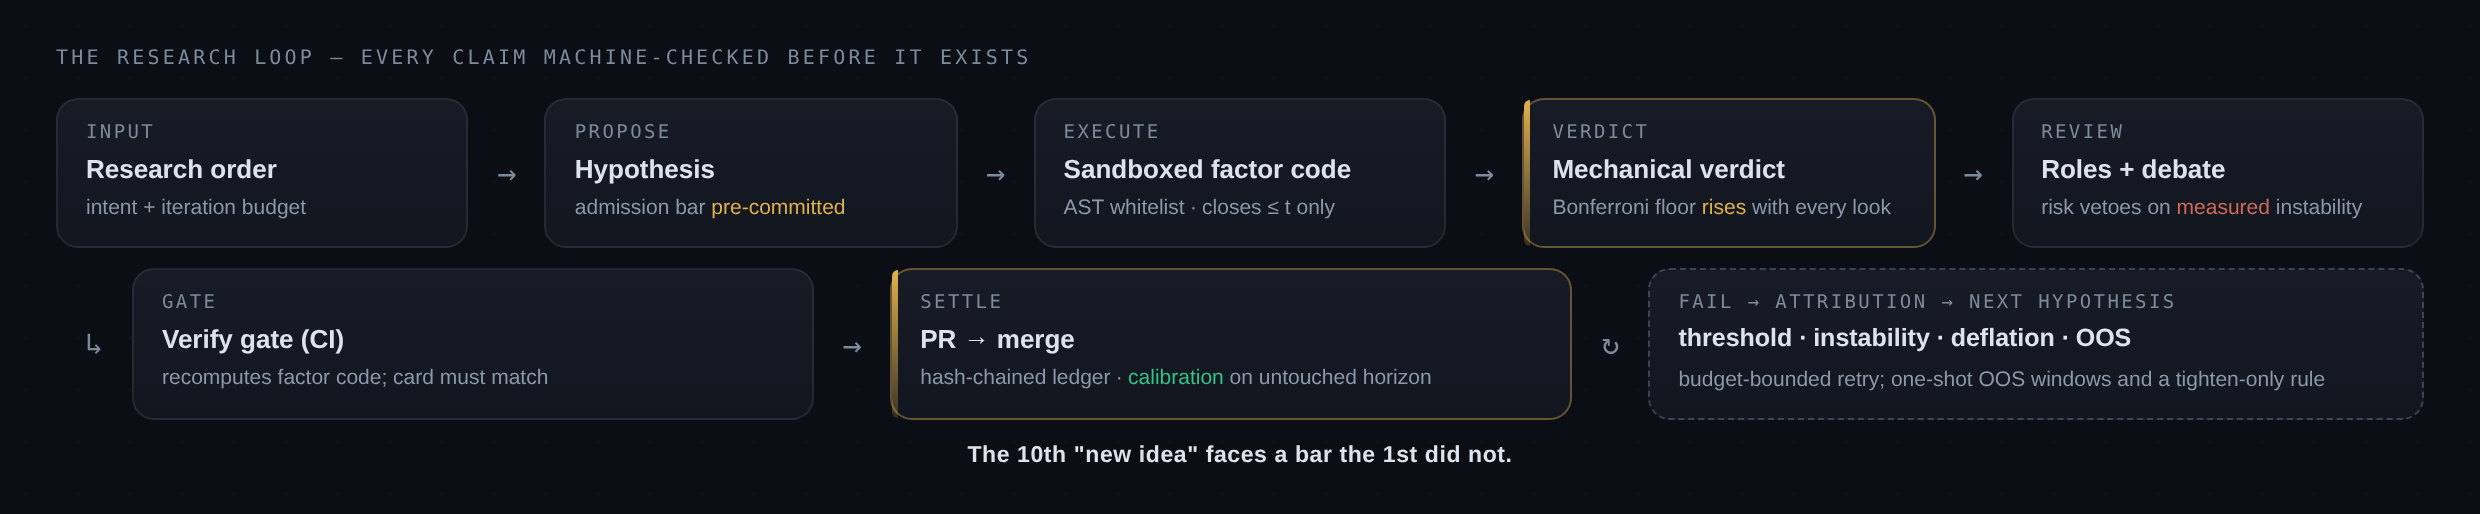 THE RESEARCH LOOP — EVERY CLAIM MACHINE-CHECKED BEFORE IT EXISTS
INPUT
Research order
intent + iteration budget
→
PROPOSE
Hypothesis
admission bar pre-committed
→
EXECUTE
Sandboxed factor code
AST whitelist · closes ≤ t only
→
VERDICT
Mechanical verdict
Bonferroni floor rises with every look
→
REVIEW
Roles + debate
risk vetoes on measured instability
↳
GATE
Verify gate (CI)
recomputes factor code; card must match
→
SETTLE
PR → merge
hash-chained ledger · calibration on untouched horizon
↻
FAIL → ATTRIBUTION → NEXT HYPOTHESIS
threshold · instability · deflation · OOS
budget-bounded retry; one-shot OOS windows and a tighten-only rule
The 10th "new idea" faces a bar the 1st did not.